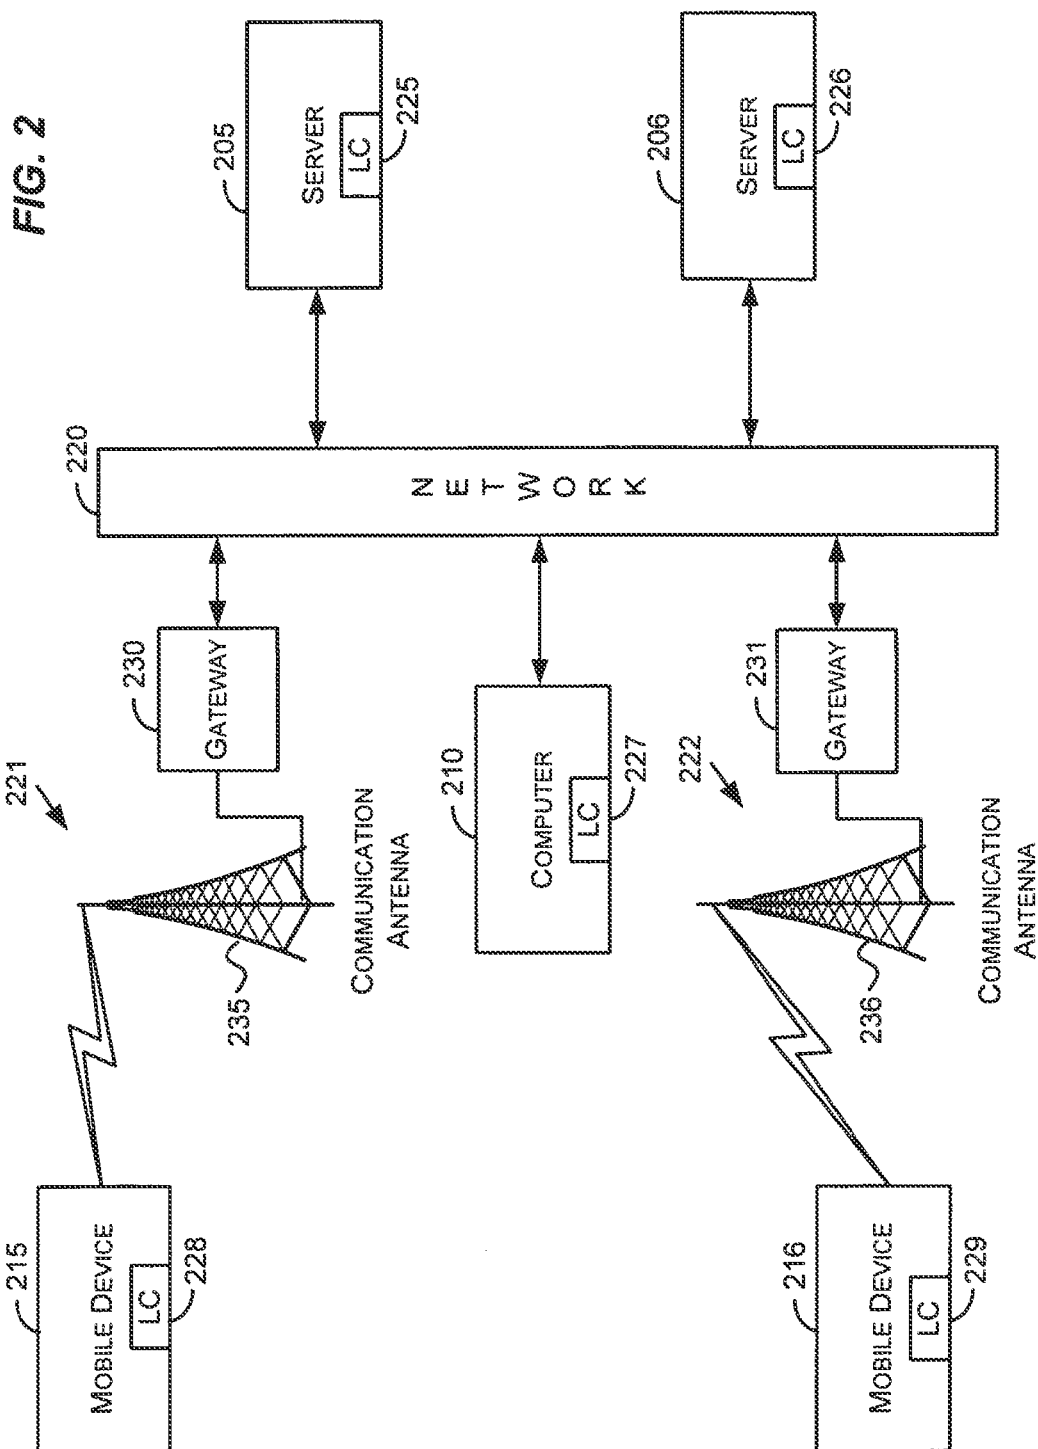 FIG. 2
215
MOBILE DEVICE
LC
228
221
235
COMMUNICATION
ANTENNA
230
GATEWAY
220
NETWORK
205
SERVER
LC
225
210
COMPUTER
LC
227
206
SERVER
LC
226
216
MOBILE DEVICE
LC
229
222
236
COMMUNICATION
ANTENNA
231
GATEWAY